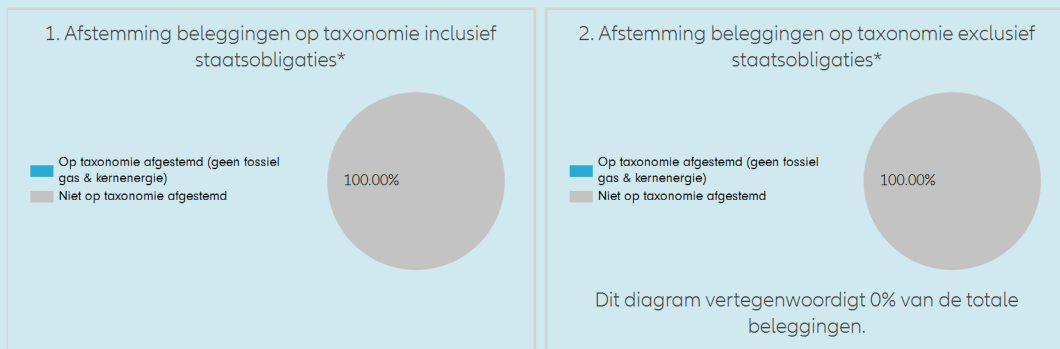 1. Afstemming beleggingen op taxonomie inclusief
staatsobligaties*
Op taxonomie afgestemd (geen fossiel
gas & kernenergie)
Niet op taxonomie afgestemd
100.00%
2. Afstemming beleggingen op taxonomie exclusief
staatsobligaties*
Op taxonomie afgestemd (geen fossiel
gas & kernenergie)
Niet op taxonomie afgestemd
100.00%
Dit diagram vertegenwoordigt 0% van de totale
beleggingen.